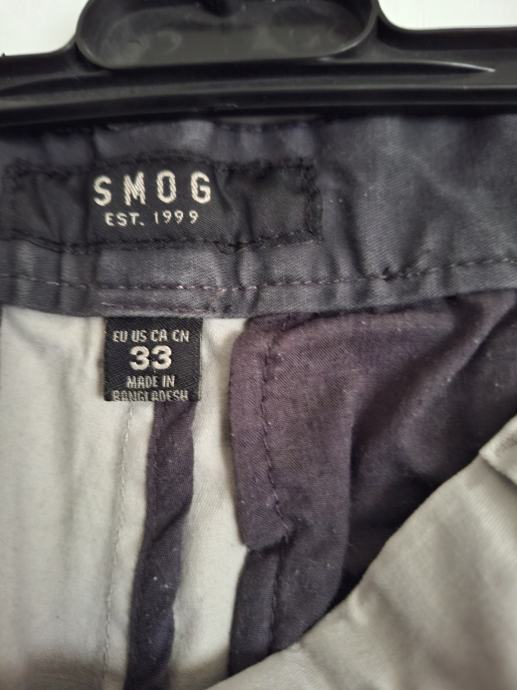 SMOG
EST. 1999
EU US CA CN
33
MADE IN
BANGLADESH